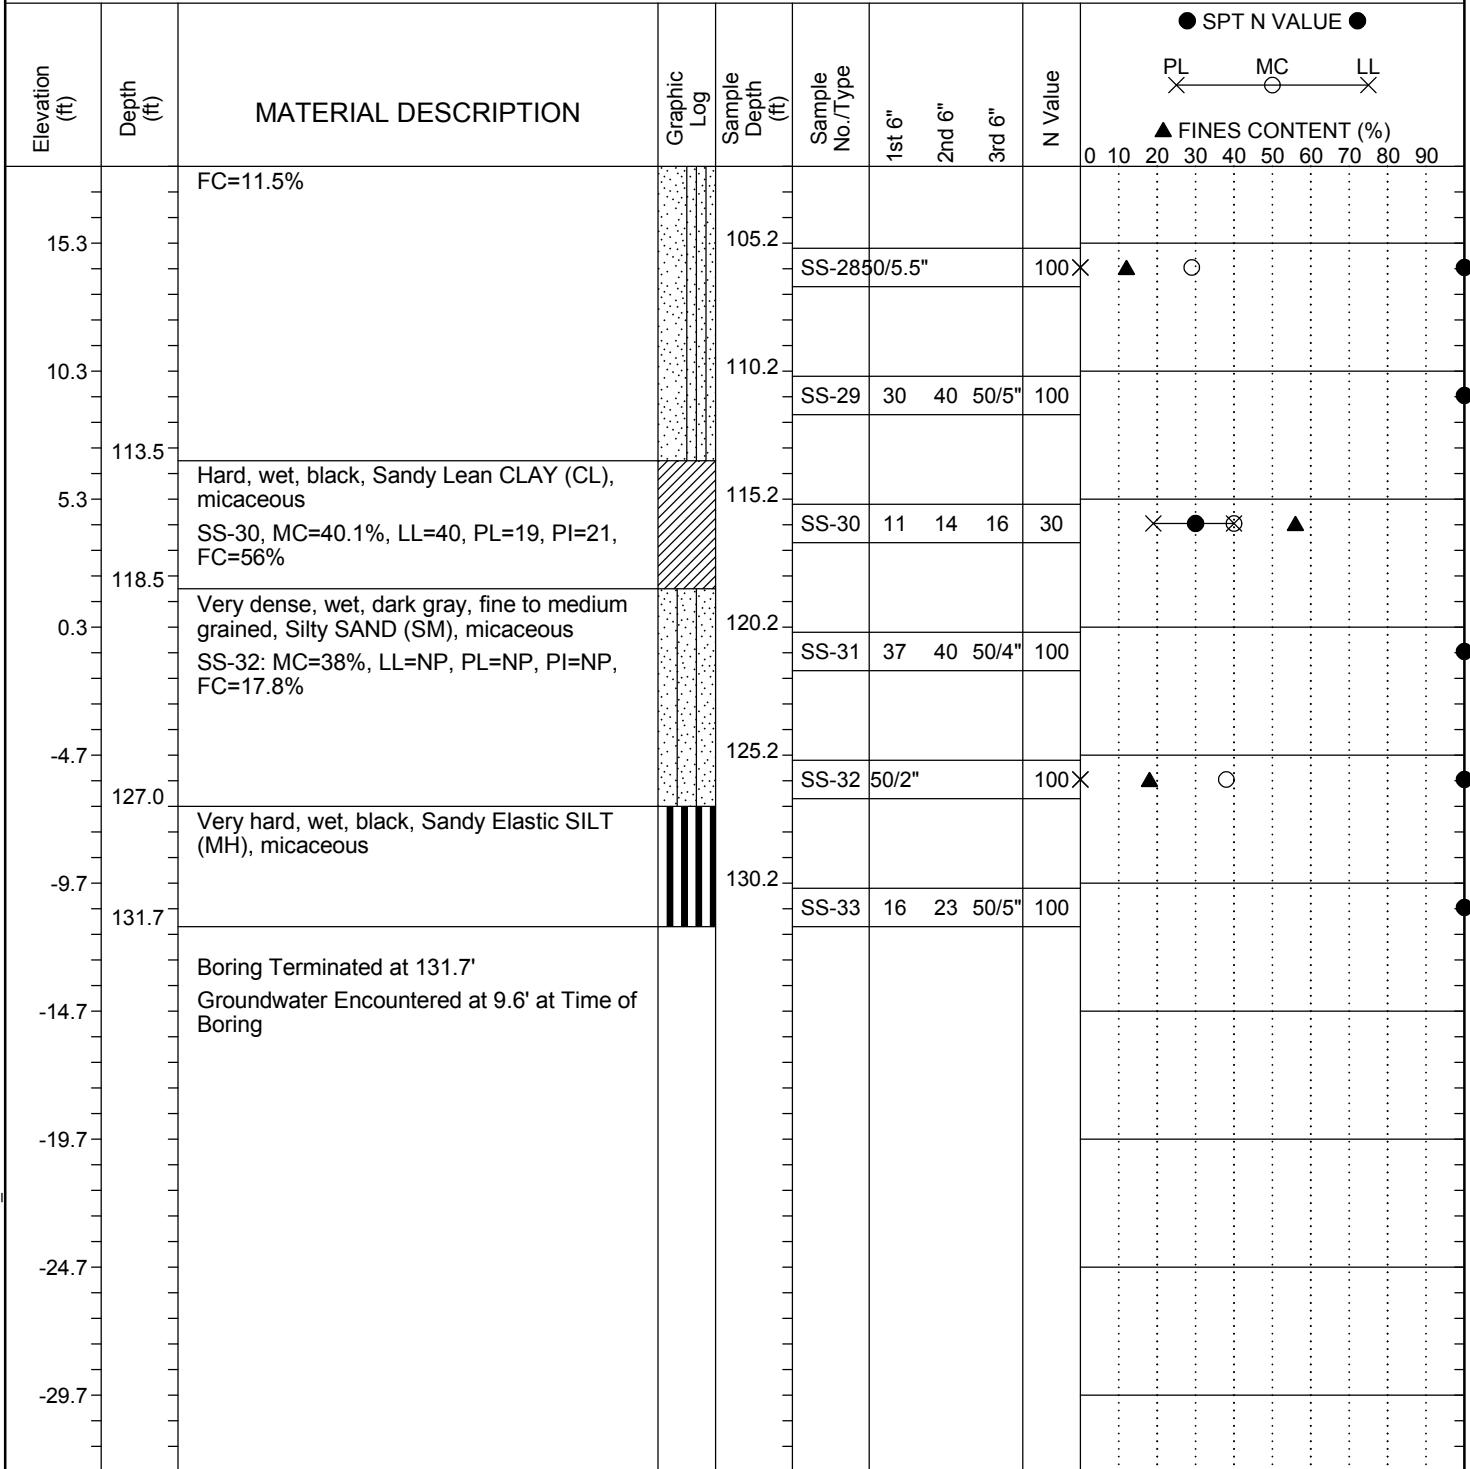 ● SPT N VALUE ●
PL MC LL
▲ FINES CONTENT (%)
0 10 20 30 40 50 60 70 80 90
Elevation (ft)
Depth (ft)
MATERIAL DESCRIPTION
Graphic Log
Sample Depth (ft)
Sample No./Type
1st 6"
2nd 6"
3rd 6"
N Value
FC=11.5%
15.3 105.2
SS-28 50/5.5" 100
10.3 110.2
SS-29 30 40 50/5" 100
113.5
Hard, wet, black, Sandy Lean CLAY (CL),
micaceous
5.3 115.2
SS-30, MC=40.1%, LL=40, PL=19, PI=21,
FC=56%
SS-30 11 14 16 30
118.5
Very dense, wet, dark gray, fine to medium
grained, Silty SAND (SM), micaceous
0.3 120.2
SS-32: MC=38%, LL=NP, PL=NP, PI=NP,
FC=17.8%
SS-31 37 40 50/4" 100
-4.7 125.2
SS-32 50/2" 100
127.0
Very hard, wet, black, Sandy Elastic SILT
(MH), micaceous
-9.7 130.2
SS-33 16 23 50/5" 100
131.7
Boring Terminated at 131.7'
Groundwater Encountered at 9.6' at Time of
Boring
-14.7
-19.7
-24.7
-29.7